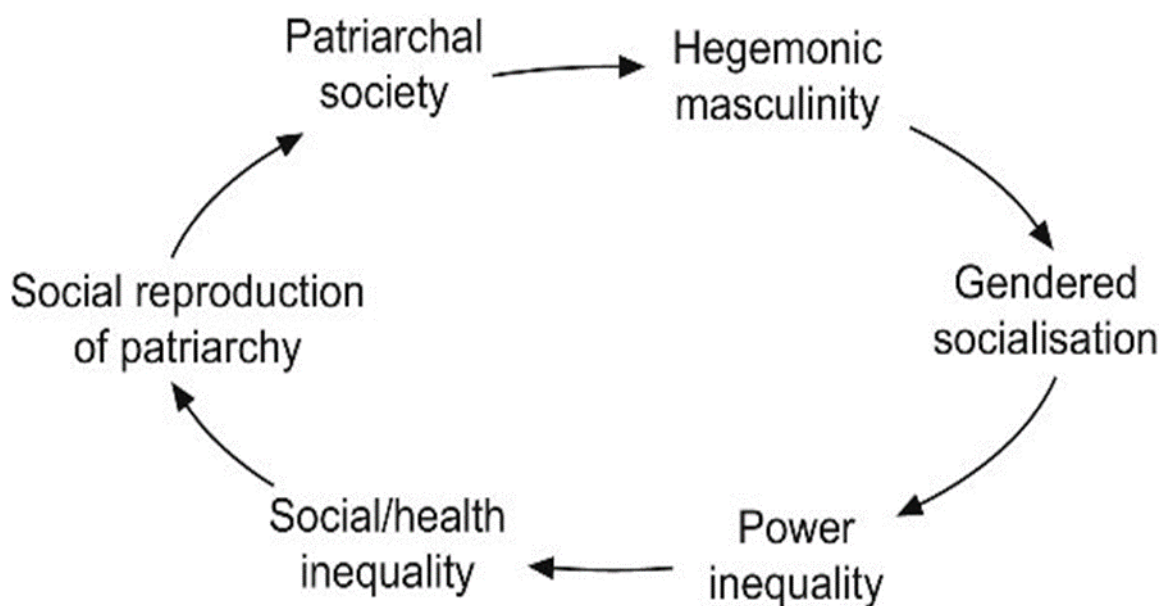 Patriarchal
society
Hegemonic
masculinity
Gendered
socialisation
Power
inequality
Social/health
inequality
Social reproduction
of patriarchy